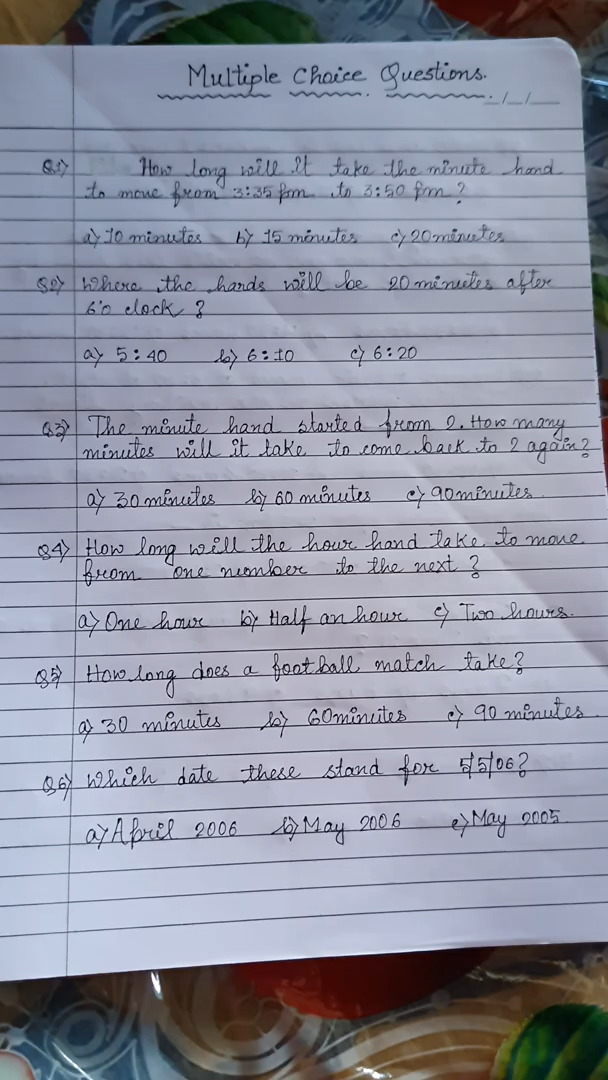 Multiple Choice Questions.
_/_/_
Q1) How long will it take the minute hand
to move from 3:35 pm to 3:50 pm?
a) 10 minutes b) 15 minutes c) 20 minutes
Q2) Where the hands will be 20 minutes after
6'o clock?
a) 5:40 b) 6:10 c) 6:20
Q3) The minute hand started from 2. How many
minutes will it take to come back to 2 again?
a) 30 minutes b) 60 minutes c) 90 minutes.
Q4) How long will the hour hand take to move
from one number to the next?
a) One hour b) Half an hour c) Two hours.
Q5) How long does a football match take?
a) 30 minutes b) 60 minutes c) 90 minutes.
Q6) Which date these stand for 5/5/06?
a) April 2006 b) May 2006 c) May 2005.